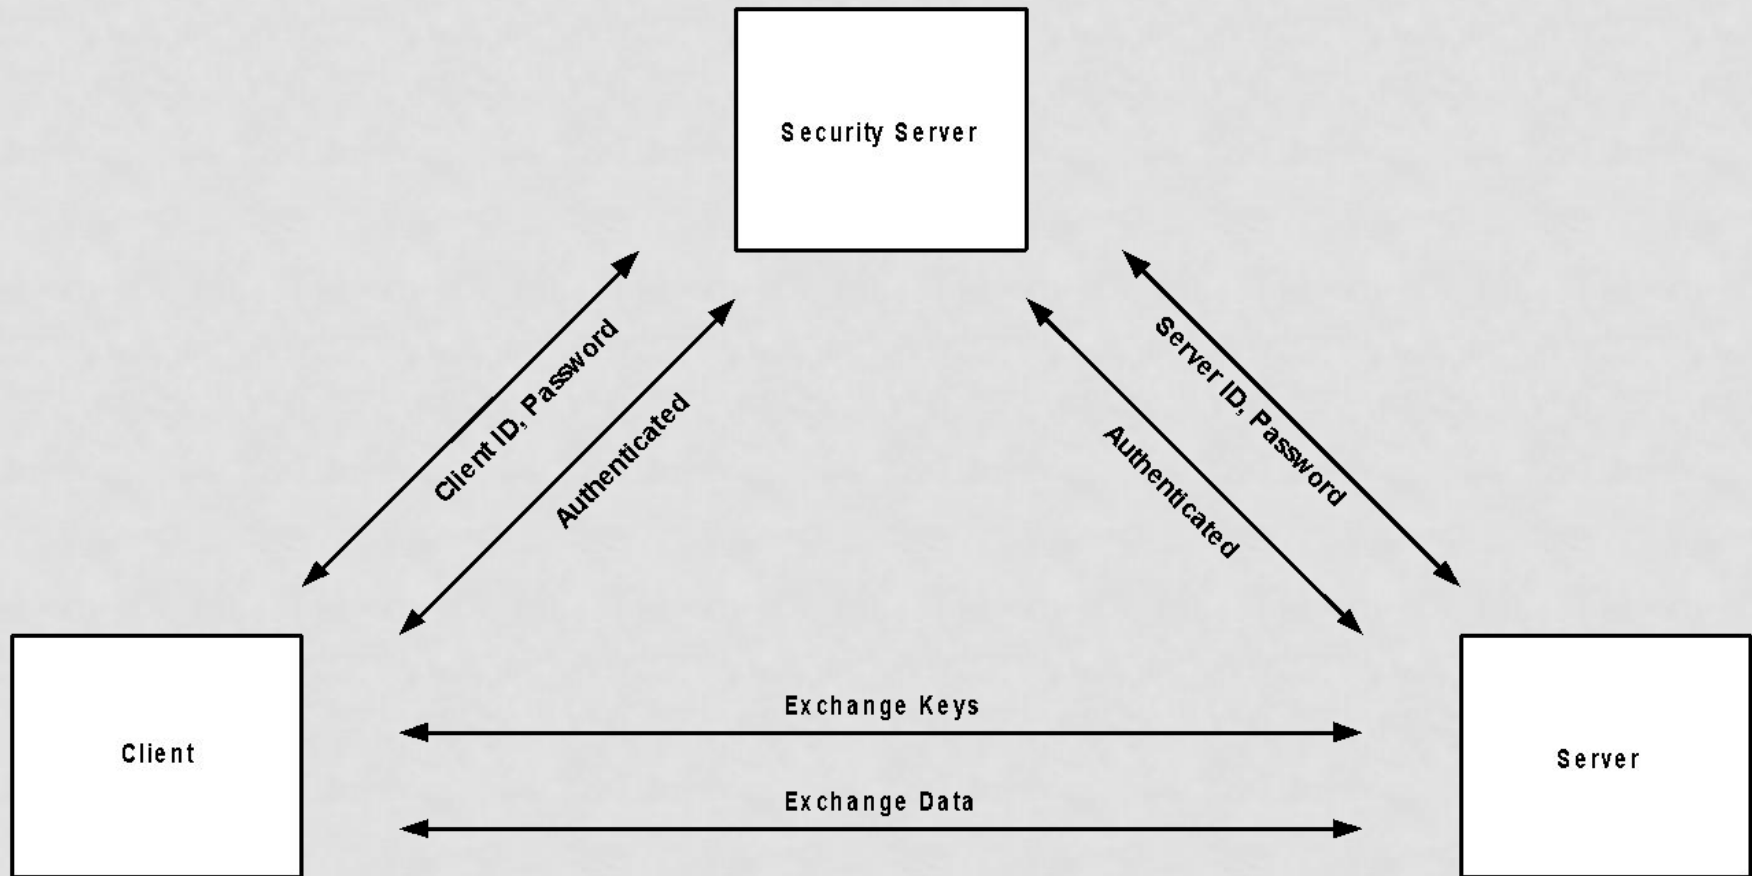 Security Server
Client ID, Password
Authenticated
Server ID, Password
Authenticated
Exchange Keys
Client
Server
Exchange Data